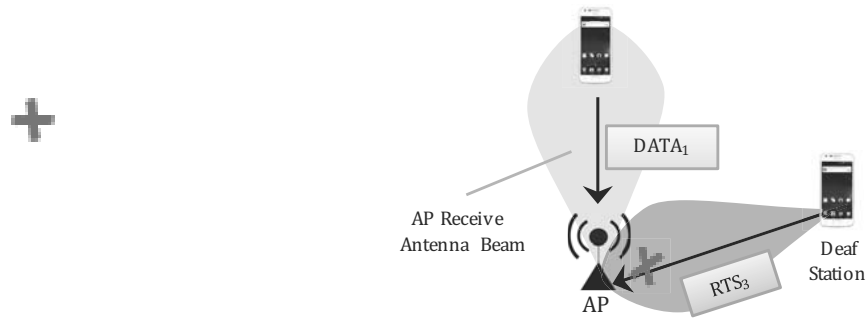 DATA₁
AP Receive
Antenna Beam
Deaf
Station
RTS₃
AP